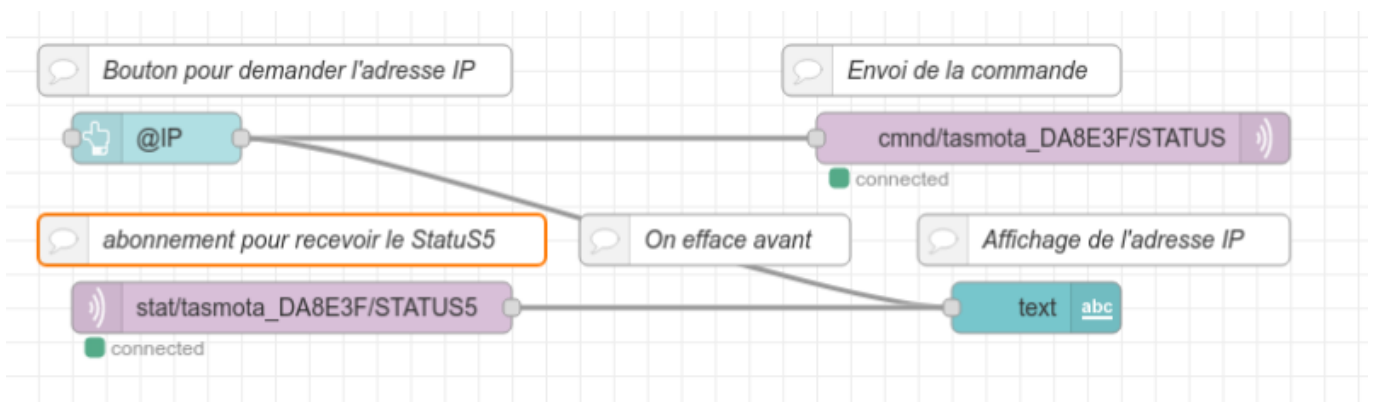 Bouton pour demander l'adresse IP
Envoi de la commande
@IP
cmnd/tasmota_DA8E3F/STATUS
connected
abonnement pour recevoir le StatuS5
On efface avant
Affichage de l'adresse IP
stat/tasmota_DA8E3F/STATUS5
text
abc
connected